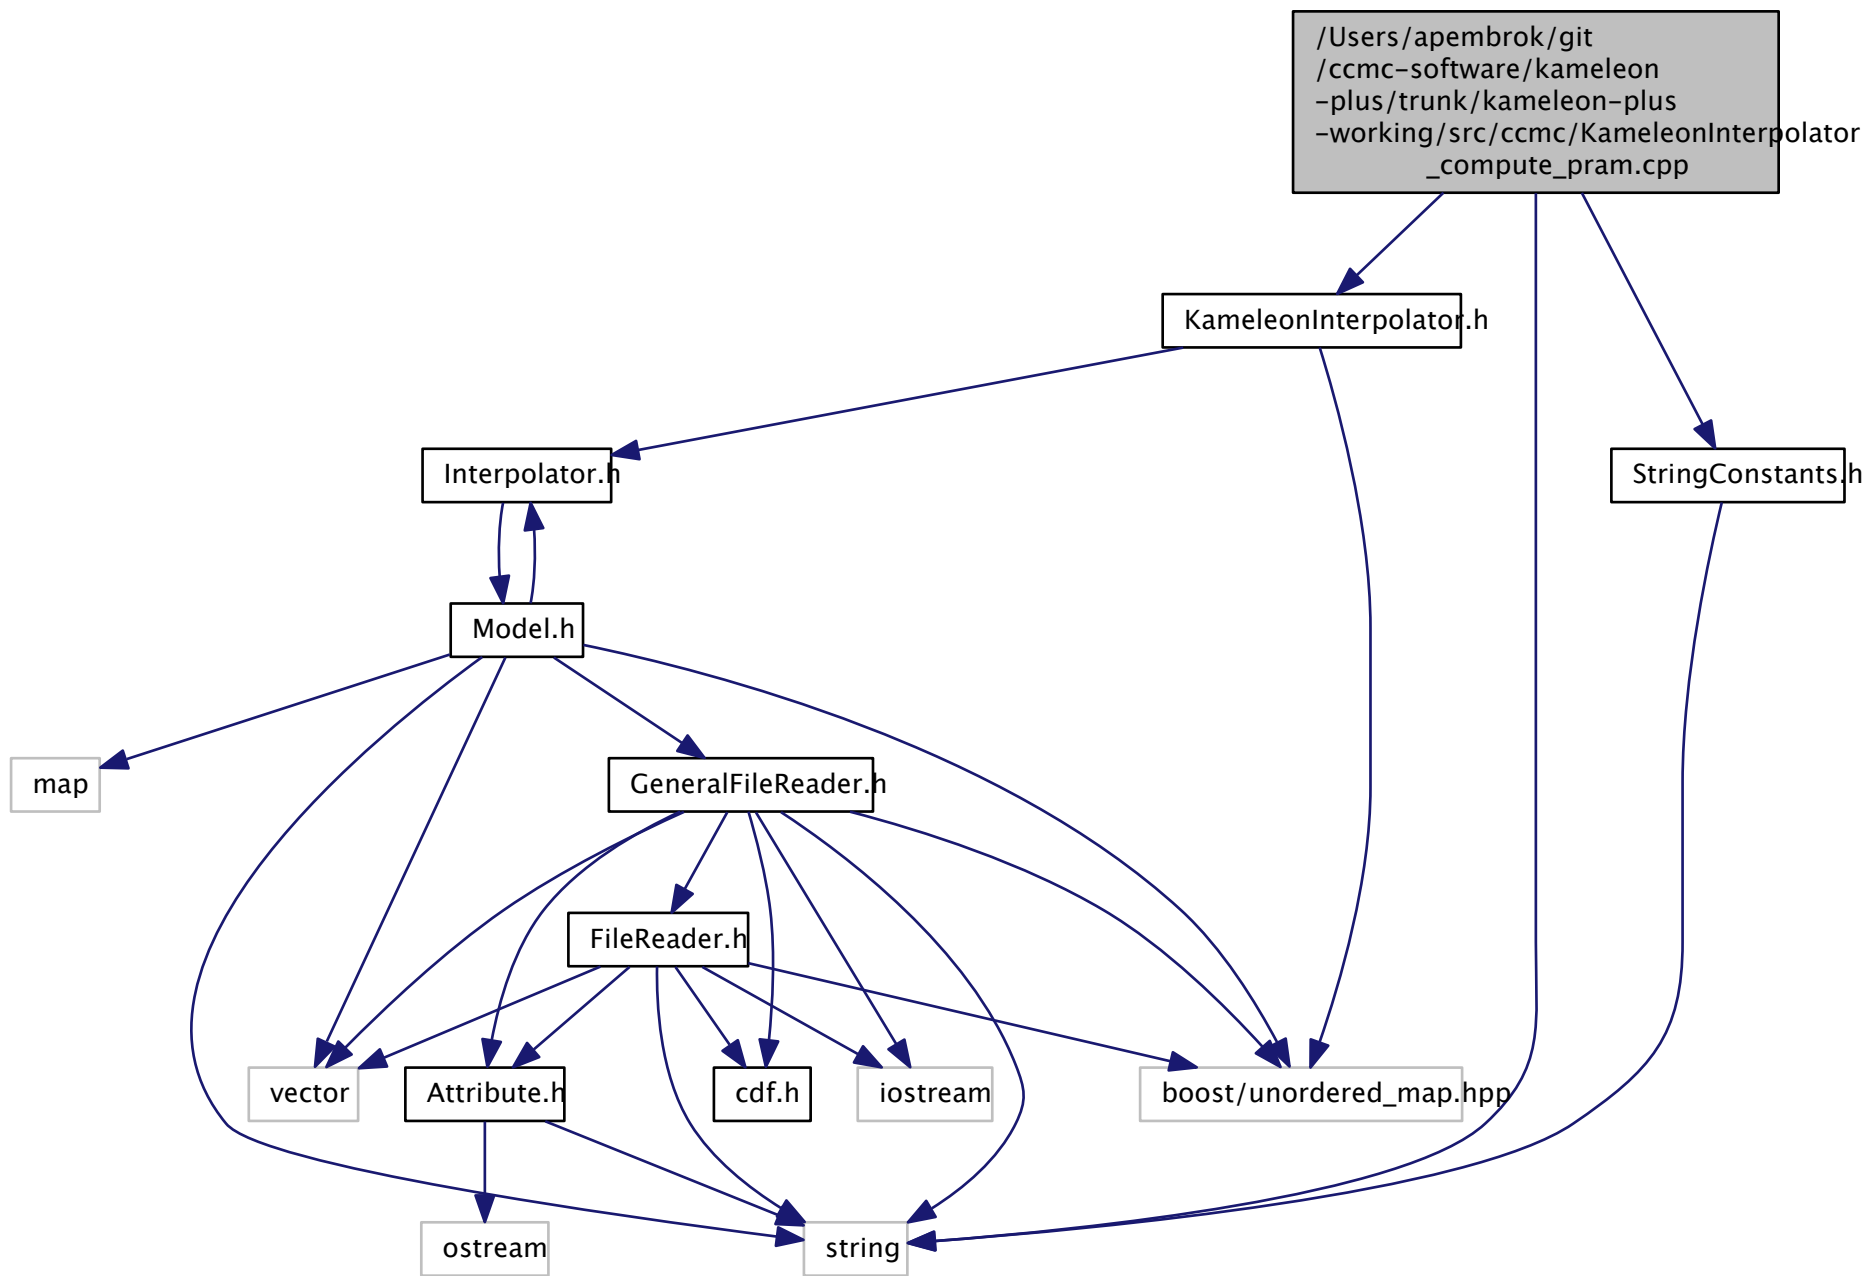 /Users/apembrok/git
/ccmc-software/kameleon
-plus/trunk/kameleon-plus
-working/src/ccmc/KameleonInterpolator
_compute_pram.cpp
KameleonInterpolator.h
Interpolator.h
StringConstants.h
Model.h
map
GeneralFileReader.h
FileReader.h
vector
Attribute.h
cdf.h
iostream
boost/unordered_map.hpp
ostream
string